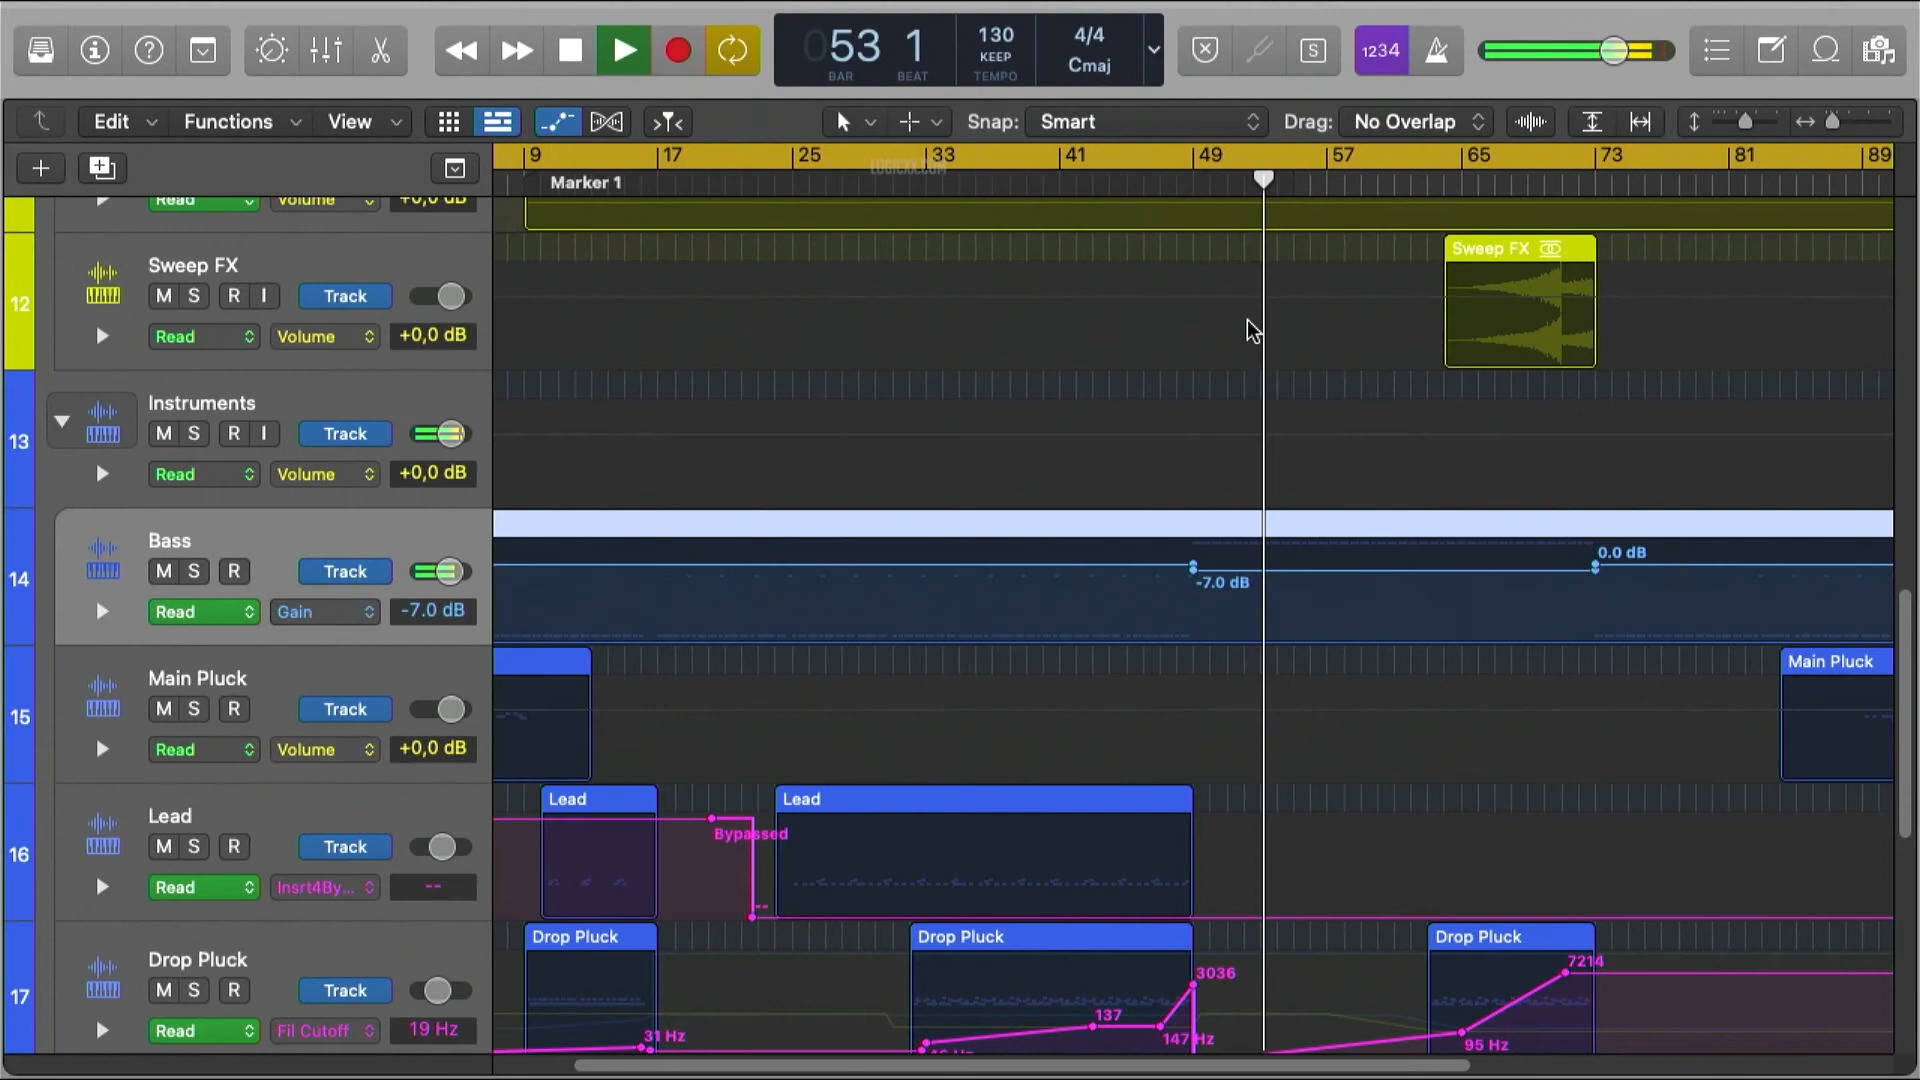 053 1
BAR BEAT
130
KEEP
TEMPO
4/4
Cmaj
S
1234
Edit Functions View Snap: Smart Drag: No Overlap
9 17 25 33 41 49 57 65 73 81 89
LOGICXX.COM
Marker 1
Read Volume +0,0 dB
12
Sweep FX
M S R I Track
Read Volume +0,0 dB
Sweep FX
13
Instruments
M S R I Track
Read Volume +0,0 dB
14
Bass
M S R Track
Read Gain -7.0 dB
-7.0 dB
0.0 dB
15
Main Pluck
M S R Track
Read Volume +0,0 dB
Main Pluck
16
Lead
M S R Track
Read Insrt4By... --
Lead
Bypassed
--
Lead
17
Drop Pluck
M S R Track
Read Fil Cutoff 19 Hz
Drop Pluck
31 Hz
Drop Pluck
137
147 Hz
3036
Drop Pluck
95 Hz
7214